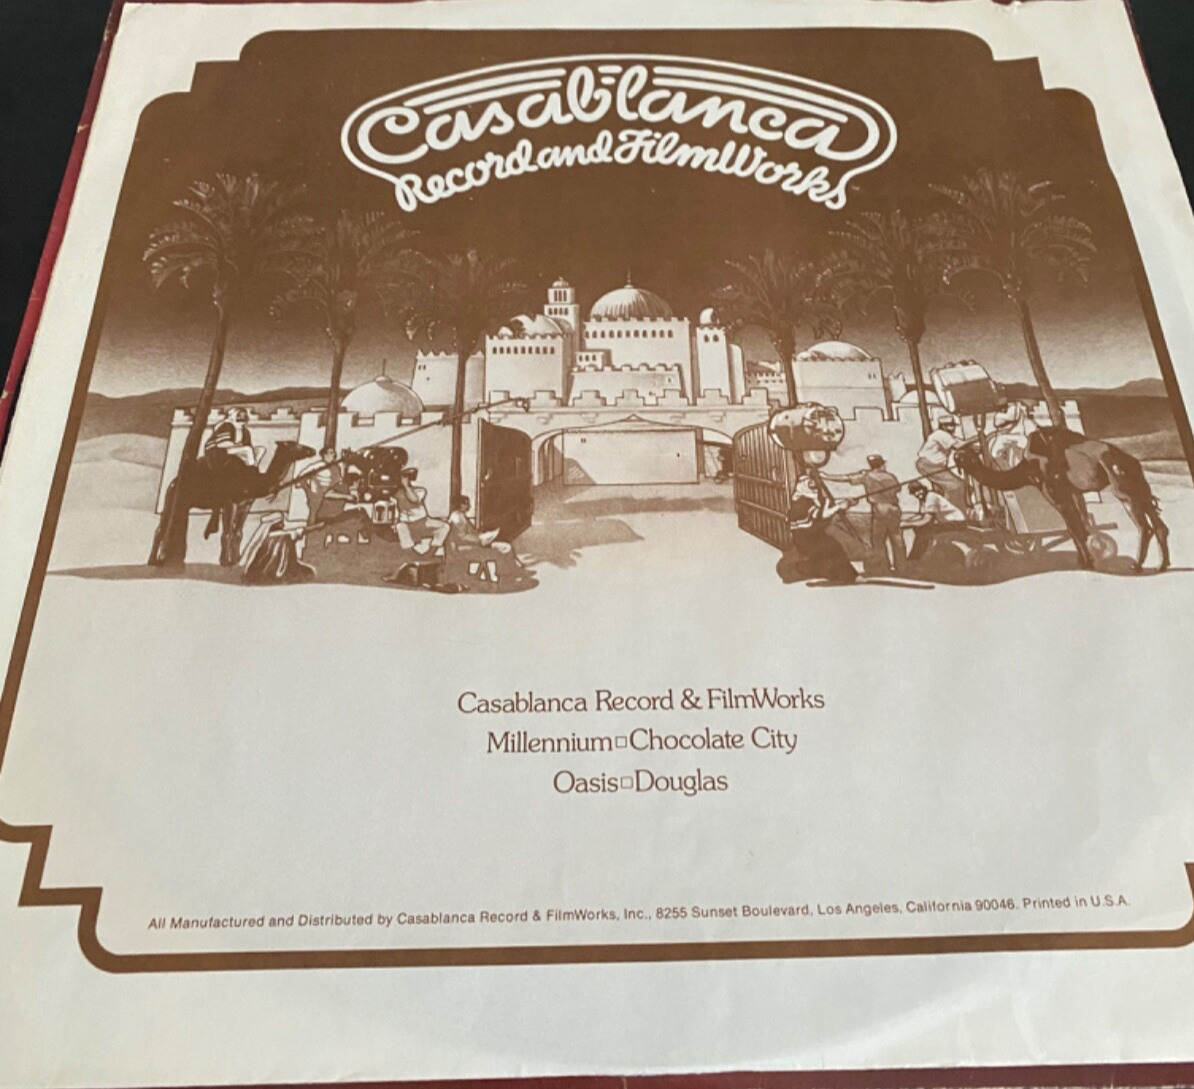 Casablanca
Record and FilmWorks
Casablanca Record & FilmWorks
Millennium□Chocolate City
Oasis□Douglas
All Manufactured and Distributed by Casablanca Record & FilmWorks, Inc., 8255 Sunset Boulevard, Los Angeles, California 90046. Printed in U.S.A.